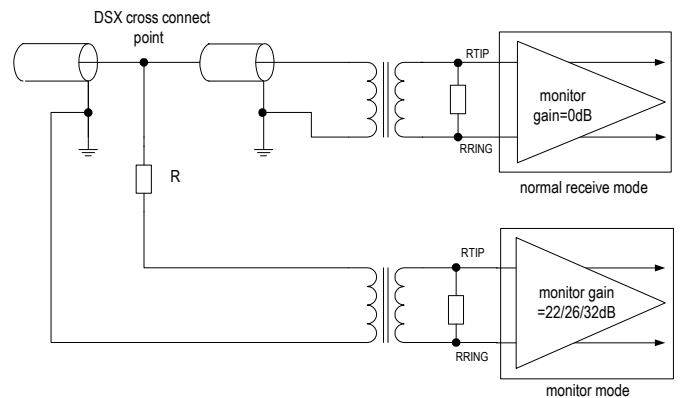 DSX cross connect
point
RTIP
monitor
gain=0dB
RRING
normal receive mode
R
RTIP
monitor gain
=22/26/32dB
RRING
monitor mode